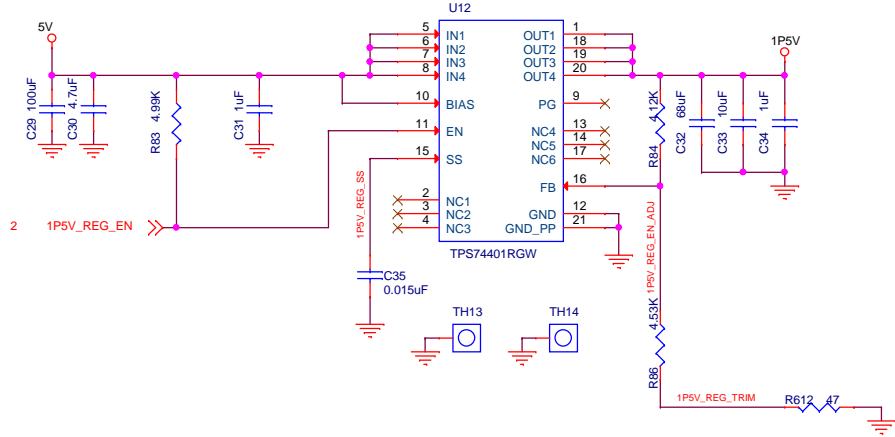 U12
5V
1P5V
5 IN1 OUT1 1
6 IN2 OUT2 18
7 IN3 OUT3 19
8 IN4 OUT4 20
10 BIAS PG 9
11 EN NC4 13
NC5 14
15 SS NC6 17
FB 16
2 NC1
3 NC2 GND 12
4 NC3 GND_PP 21
TPS74401RGW
C29 100uF
C30 4.7uF
R83 4.99K
C31 1uF
R84 4.12K
C32 68uF
C33 10uF
C34 1uF
2 1P5V_REG_EN
1P5V_REG_SS
C35
0.015uF
1P5V_REG_EN_ADJ
TH13
TH14
R86 4.53K
1P5V_REG_TRIM
R612 47